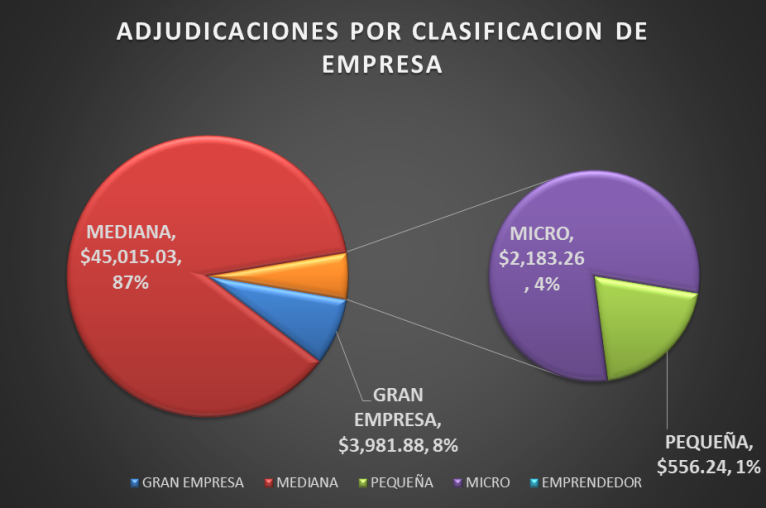 ADJUDICACIONES POR CLASIFICACION DE
EMPRESA
MEDIANA,
$45,015.03,
87%
MICRO,
$2,183.26
, 4%
GRAN
EMPRESA,
$3,981.88, 8%
PEQUEÑA,
$556.24, 1%
GRAN EMPRESA
MEDIANA
PEQUEÑA
MICRO
EMPRENDEDOR